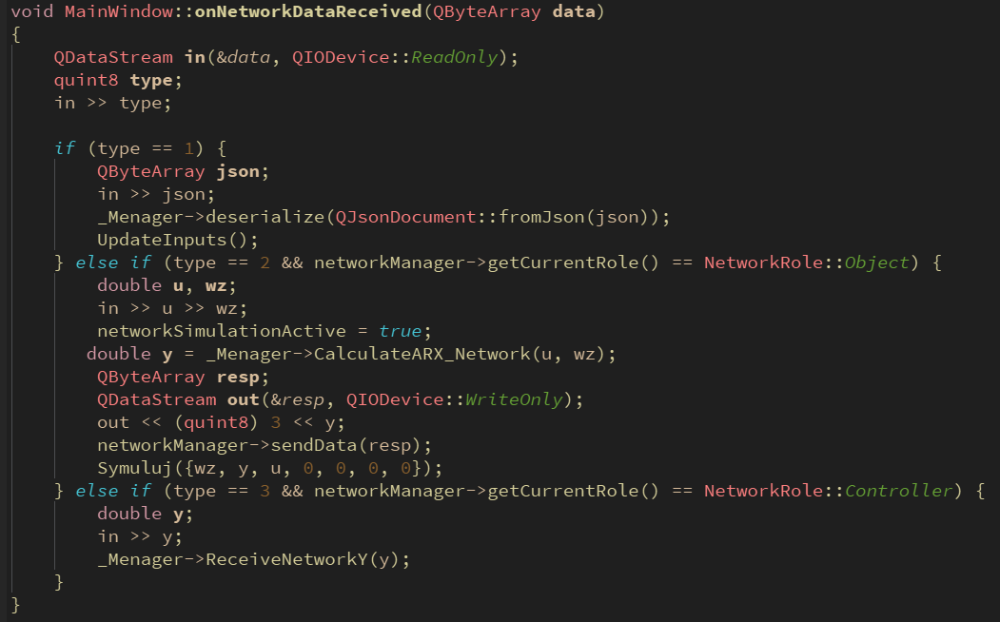 void MainWindow::onNetworkDataReceived(QByteArray data)
{
    QDataStream in(&data, QIODevice::ReadOnly);
    quint8 type;
    in >> type;

    if (type == 1) {
        QByteArray json;
        in >> json;
        _Menager->deserialize(QJsonDocument::fromJson(json));
        UpdateInputs();
    } else if (type == 2 && networkManager->getCurrentRole() == NetworkRole::Object) {
        double u, wz;
        in >> u >> wz;
        networkSimulationActive = true;
       double y = _Menager->CalculateARX_Network(u, wz);
        QByteArray resp;
        QDataStream out(&resp, QIODevice::WriteOnly);
        out << (quint8) 3 << y;
        networkManager->sendData(resp);
        Symuluj({wz, y, u, 0, 0, 0, 0});
    } else if (type == 3 && networkManager->getCurrentRole() == NetworkRole::Controller) {
        double y;
        in >> y;
        _Menager->ReceiveNetworkY(y);
    }
}